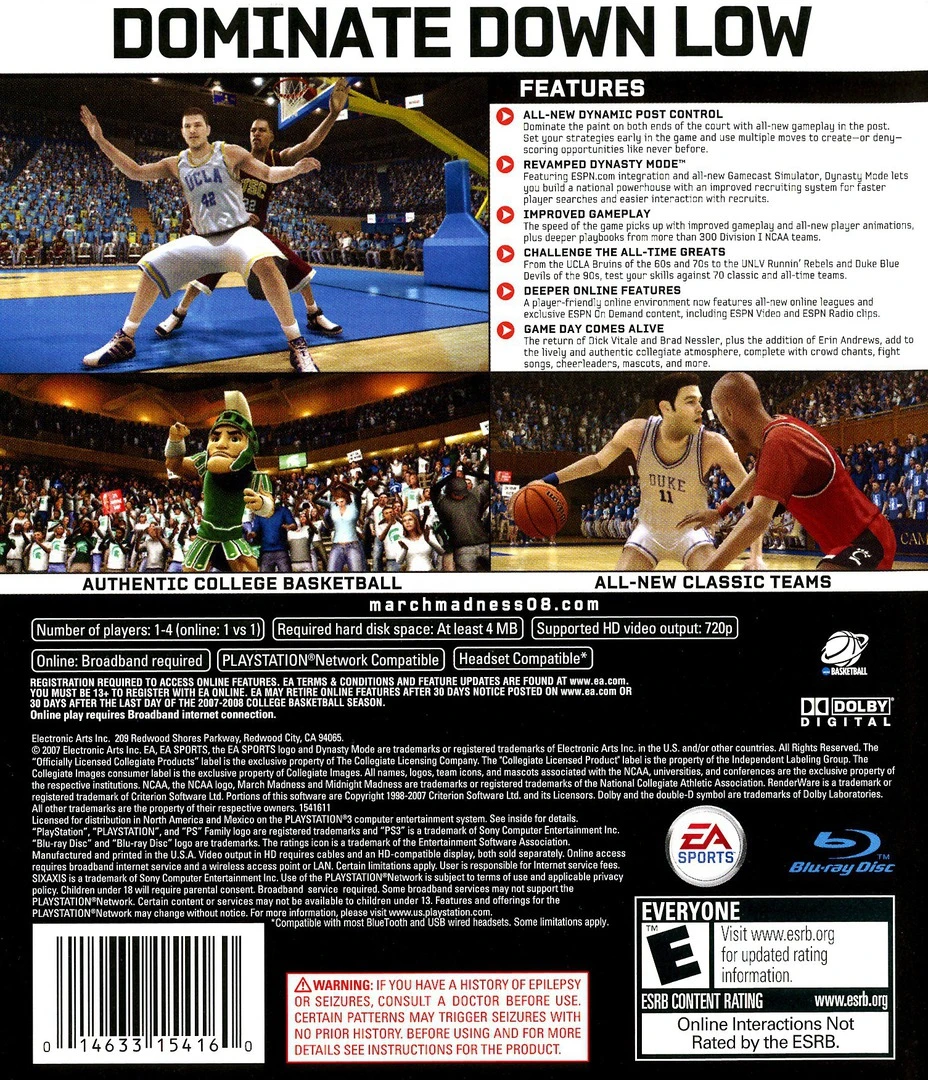 DOMINATE DOWN LOW
FEATURES
ALL-NEW DYNAMIC POST CONTROL
Dominate the paint on both ends of the court with all-new gameplay in the post.
Set your strategies early in the game and use multiple moves to create—or deny—
scoring opportunities like never before.
REVAMPED DYNASTY MODE™
Featuring ESPN.com integration and all-new Gamecast Simulator, Dynasty Mode lets
you build a national powerhouse with an improved recruiting system for faster
player searches and easier interaction with recruits.
IMPROVED GAMEPLAY
The speed of the game picks up with improved gameplay and all-new player animations,
plus deeper playbooks from more than 300 Division I NCAA teams.
CHALLENGE THE ALL-TIME GREATS
From the UCLA Bruins of the 60s and 70s to the UNLV Runnin' Rebels and Duke Blue
Devils of the 90s, test your skills against 70 classic and all-time teams.
DEEPER ONLINE FEATURES
A player-friendly online environment now features all-new online leagues and
exclusive ESPN On Demand content, including ESPN Video and ESPN Radio clips.
GAME DAY COMES ALIVE
The return of Dick Vitale and Brad Nessler, plus the addition of Erin Andrews, add to
the lively and authentic collegiate atmosphere, complete with crowd chants, fight
songs, cheerleaders, mascots, and more.
UCLA
42
USC
22
DUKE
11
CAM
AUTHENTIC COLLEGE BASKETBALL
ALL-NEW CLASSIC TEAMS
marchmadness08.com
Number of players: 1-4 (online: 1 vs 1)
Required hard disk space: At least 4 MB
Supported HD video output: 720p
Online: Broadband required
PLAYSTATION®Network Compatible
Headset Compatible*
BASKETBALL
REGISTRATION REQUIRED TO ACCESS ONLINE FEATURES. EA TERMS & CONDITIONS AND FEATURE UPDATES ARE FOUND AT www.ea.com.
YOU MUST BE 13+ TO REGISTER WITH EA ONLINE. EA MAY RETIRE ONLINE FEATURES AFTER 30 DAYS NOTICE POSTED ON www.ea.com OR
30 DAYS AFTER THE LAST DAY OF THE 2007-2008 COLLEGE BASKETBALL SEASON.
Online play requires Broadband internet connection.
DOLBY
DIGITAL
Electronic Arts Inc. 209 Redwood Shores Parkway, Redwood City, CA 94065.
© 2007 Electronic Arts Inc. EA, EA SPORTS, the EA SPORTS logo and Dynasty Mode are trademarks or registered trademarks of Electronic Arts Inc. in the U.S. and/or other countries. All Rights Reserved. The
"Officially Licensed Collegiate Products" label is the exclusive property of The Collegiate Licensing Company. The "Collegiate Licensed Product" label is the property of the Independent Labeling Group. The
Collegiate Images consumer label is the exclusive property of Collegiate Images. All names, logos, team icons, and mascots associated with the NCAA, universities, and conferences are the exclusive property of
the respective institutions. NCAA, the NCAA logo, March Madness and Midnight Madness are trademarks or registered trademarks of the National Collegiate Athletic Association. RenderWare is a trademark or
registered trademark of Criterion Software Ltd. Portions of this software are Copyright 1998-2007 Criterion Software Ltd. and its Licensors. Dolby and the double-D symbol are trademarks of Dolby Laboratories.
All other trademarks are the property of their respective owners. 1541611
Licensed for distribution in North America and Mexico on the PLAYSTATION®3 computer entertainment system. See inside for details.
"PlayStation", "PLAYSTATION", and "PS" Family logo are registered trademarks and "PS3" is a trademark of Sony Computer Entertainment Inc.
"Blu-ray Disc" and "Blu-ray Disc" logo are trademarks. The ratings icon is a trademark of the Entertainment Software Association.
Manufactured and printed in the U.S.A. Video output in HD requires cables and an HD-compatible display, both sold separately. Online access
requires broadband internet service and a wireless access point or LAN. Certain limitations apply. User is responsible for Internet service fees.
SIXAXIS is a trademark of Sony Computer Entertainment Inc. Use of the PLAYSTATION®Network is subject to terms of use and applicable privacy
policy. Children under 18 will require parental consent. Broadband service required. Some broadband services may not support the
PLAYSTATION®Network. Certain content or services may not be available to children under 13. Features and offerings for the
PLAYSTATION®Network may change without notice. For more information, please visit www.us.playstation.com.
*Compatible with most BlueTooth and USB wired headsets. Some limitations apply.
EA
SPORTS™
Blu-ray Disc™
0 14633 15416 0
WARNING: IF YOU HAVE A HISTORY OF EPILEPSY
OR SEIZURES, CONSULT A DOCTOR BEFORE USE.
CERTAIN PATTERNS MAY TRIGGER SEIZURES WITH
NO PRIOR HISTORY. BEFORE USING AND FOR MORE
DETAILS SEE INSTRUCTIONS FOR THE PRODUCT.
EVERYONE
E™
Visit www.esrb.org
for updated rating
information.
ESRB CONTENT RATING www.esrb.org
Online Interactions Not
Rated by the ESRB.